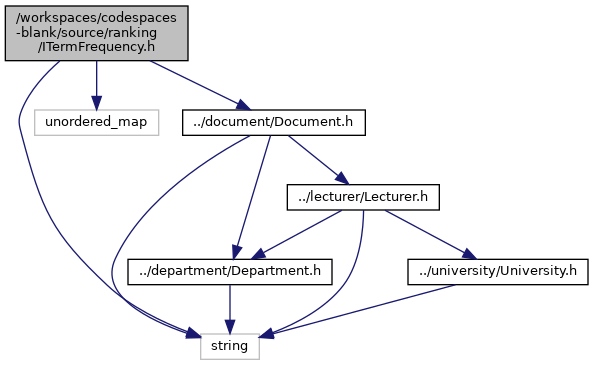 /workspaces/codespaces
-blank/source/ranking
/ITermFrequency.h
unordered_map
../document/Document.h
../lecturer/Lecturer.h
../department/Department.h
../university/University.h
string